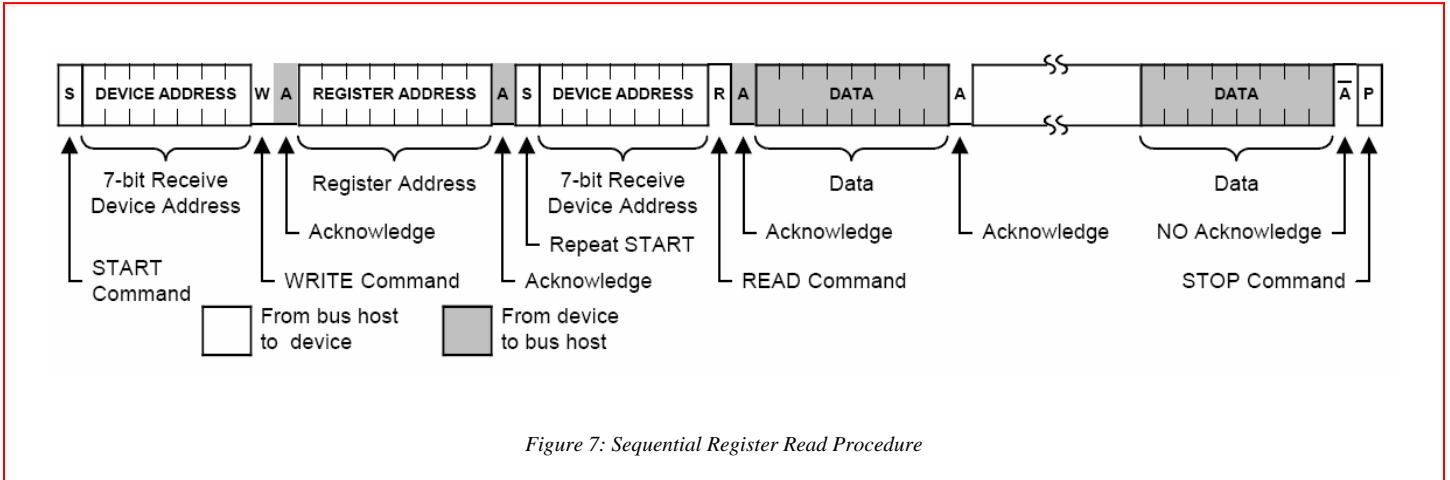 S DEVICE ADDRESS W A REGISTER ADDRESS A S DEVICE ADDRESS R A DATA A DATA A̅ P
7-bit Receive
Device Address
Register Address
7-bit Receive
Device Address
Data
Data
Acknowledge
Repeat START
Acknowledge
Acknowledge
NO Acknowledge
START
Command
WRITE Command
Acknowledge
READ Command
STOP Command
From bus host
to device
From device
to bus host
Figure 7: Sequential Register Read Procedure